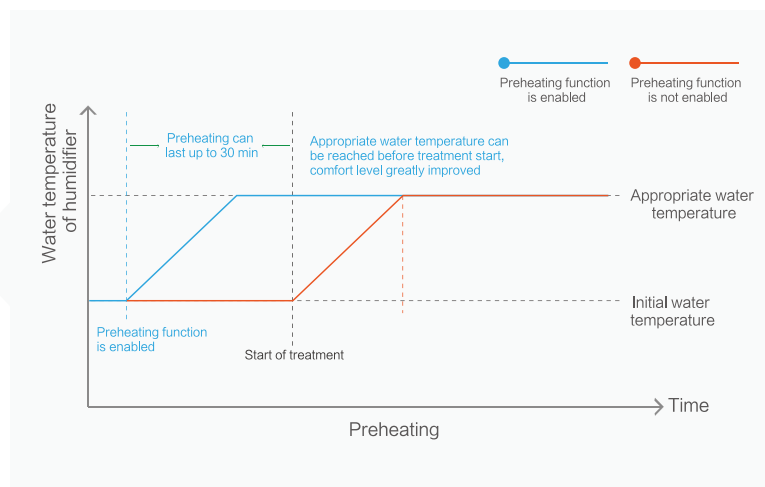 Preheating function
is enabled
Preheating function
is not enabled
Water temperature
of humidifier
Preheating can
last up to 30 min
Appropriate water temperature can
be reached before treatment start,
comfort level greatly improved
Appropriate water
temperature
Initial water
temperature
Preheating function
is enabled
Start of treatment
Time
Preheating